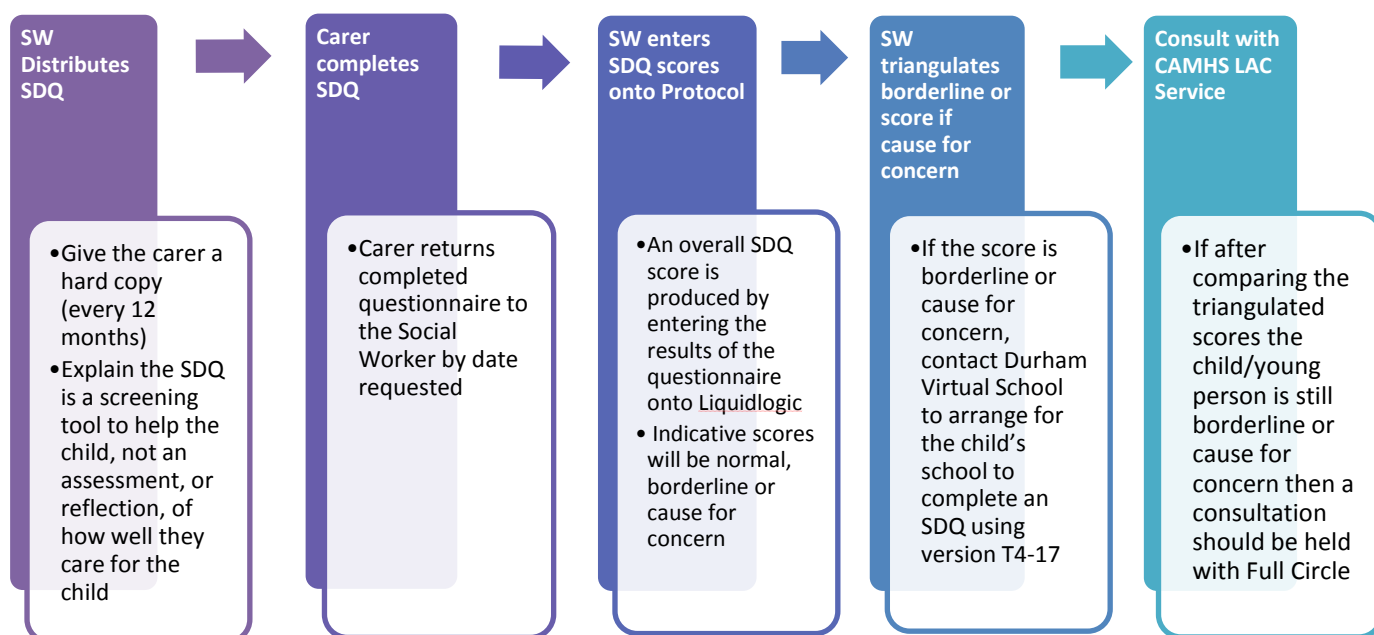 SW
Distributes
SDQ
•Give the carer a
hard copy
(every 12
months)
•Explain the SDQ
is a screening
tool to help the
child, not an
assessment, or
reflection, of
how well they
care for the
child
Carer
completes
SDQ
•Carer returns
completed
questionnaire to
the Social
Worker by date
requested
SW enters
SDQ scores
onto Protocol
•An overall SDQ
score is
produced by
entering the
results of the
questionnaire
onto Liquidlogic
• Indicative scores
will be normal,
borderline or
cause for
concern
SW
triangulates
borderline or
score if
cause for
concern
•If the score is
borderline or
cause for
concern,
contact Durham
Virtual School
to arrange for
the child’s
school to
complete an
SDQ using
version T4-17
Consult with
CAMHS LAC
Service
•If after
comparing the
triangulated
scores the
child/young
person is still
borderline or
cause for
concern then a
consultation
should be held
with Full Circle